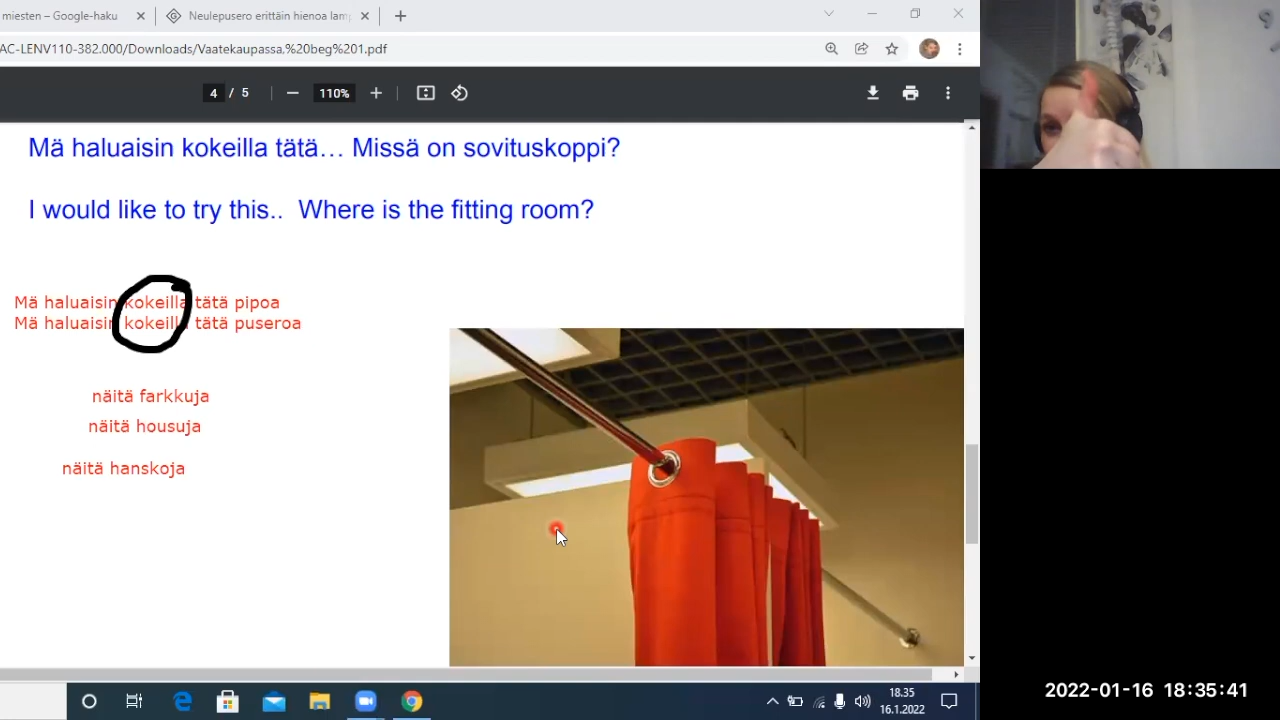 miesten – Google-haku
Neulepusero erittäin hienoa lam
AC-LENV110-382.000/Downloads/Vaatekaupassa,%20beg%201.pdf
4 / 5
110%
Mä haluaisin kokeilla tätä… Missä on sovituskoppi?
I would like to try this.. Where is the fitting room?
Mä haluaisin kokeilla tätä pipoa
Mä haluaisin kokeilla tätä puseroa
näitä farkkuja
näitä housuja
näitä hanskoja
18.35
16.1.2022
2022-01-16 18:35:41